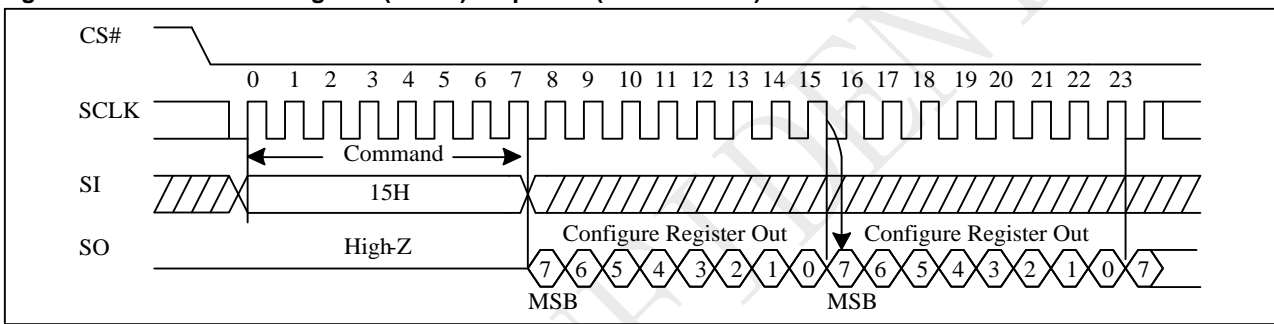 CS#
0 1 2 3 4 5 6 7 8 9 10 11 12 13 14 15 16 17 18 19 20 21 22 23
SCLK
Command
SI
15H
SO
High-Z
Configure Register Out
Configure Register Out
7 6 5 4 3 2 1 0 7 6 5 4 3 2 1 0 7
MSB
MSB